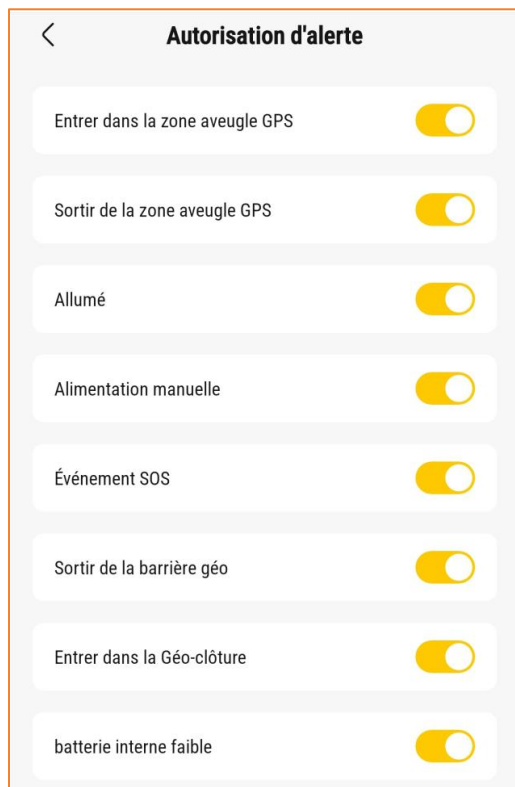 Autorisation d'alerte
Entrer dans la zone aveugle GPS
Sortir de la zone aveugle GPS
Allumé
Alimentation manuelle
Événement SOS
Sortir de la barrière géo
Entrer dans la Géo-clôture
batterie interne faible